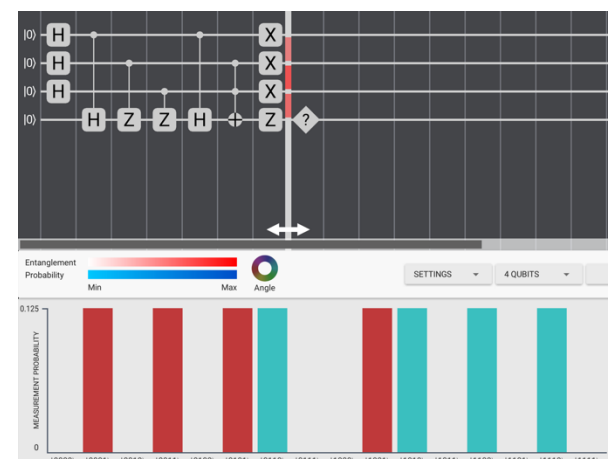 |0⟩ H X
|0⟩ H X
|0⟩ H X
|0⟩ H Z Z H Z ?
Entanglement
Probability
Min Max Angle
SETTINGS 4 QUBITS
0.125
MEASUREMENT PROBABILITY
0